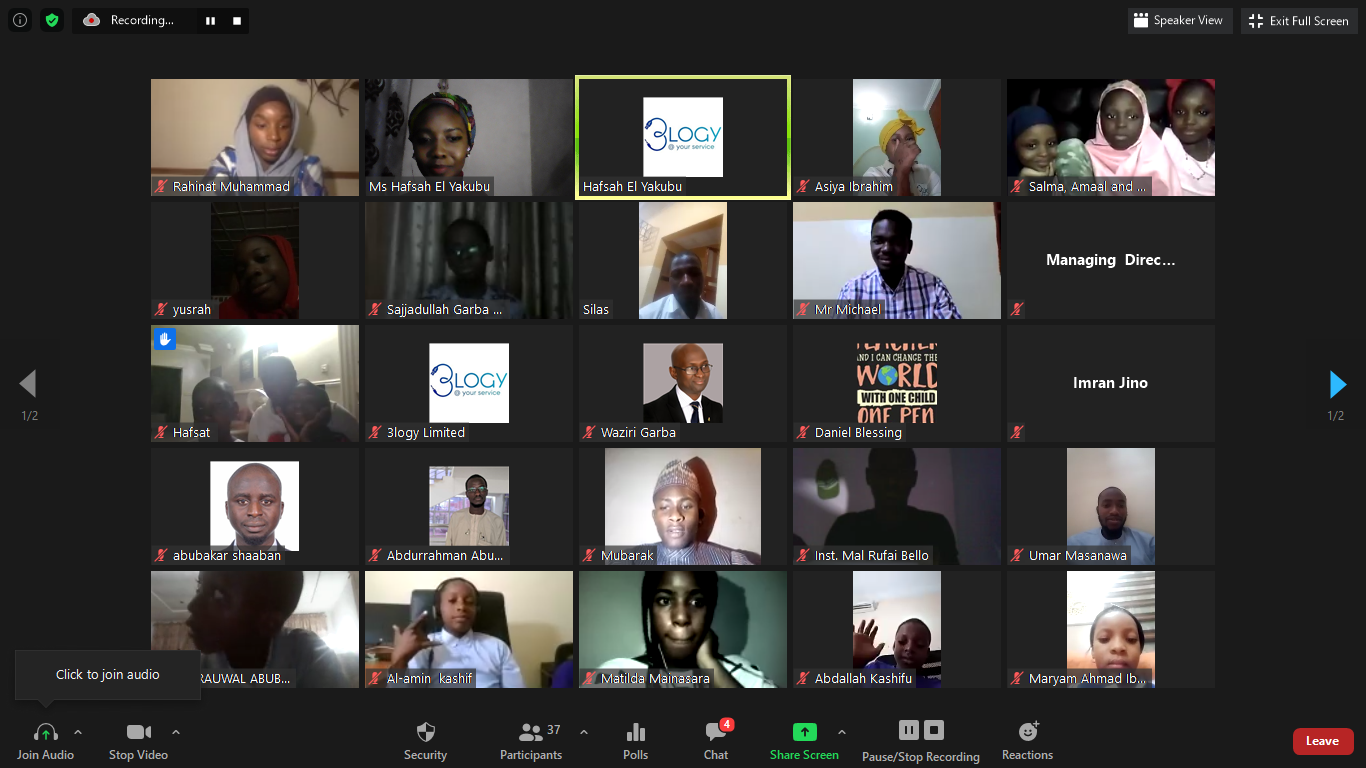 Recording...
Speaker View
Exit Full Screen
3LOGY
@ your service
Rahinat Muhammad
Ms Hafsah El Yakubu
Hafsah El Yakubu
Asiya Ibrahim
Salma, Amaal and ...
yusrah
Sajjadullah Garba ...
Silas
Mr Michael
Managing Direc...
1/2
1/2
3LOGY
@ your service
AND I CAN CHANGE THE
WORLD
WITH ONE CHILD
ONE PEN
Imran Jino
Hafsat
3logy Limited
Waziri Garba
Daniel Blessing
abubakar shaaban
Abdurrahman Abu...
Mubarak
Inst. Mal Rufai Bello
Umar Masanawa
RAUWAL ABUB...
Al-amin kashif
Matilda Mainasara
Abdallah Kashifu
Maryam Ahmad Ib...
Click to join audio
37
4
Join Audio
Stop Video
Security
Participants
Polls
Chat
Share Screen
Pause/Stop Recording
Reactions
Leave